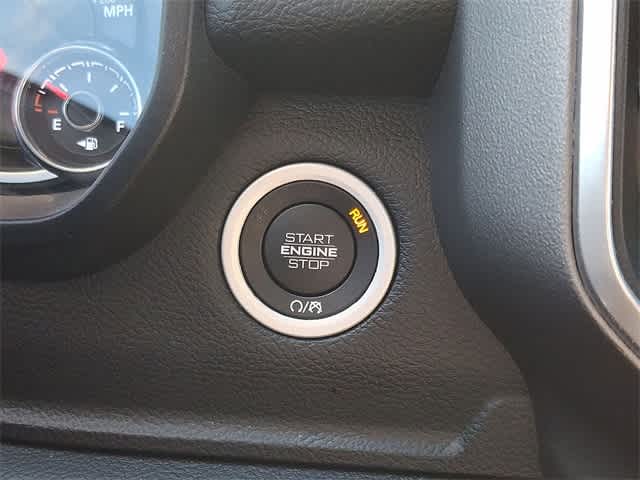 MPH
E F
RUN
START
ENGINE
STOP